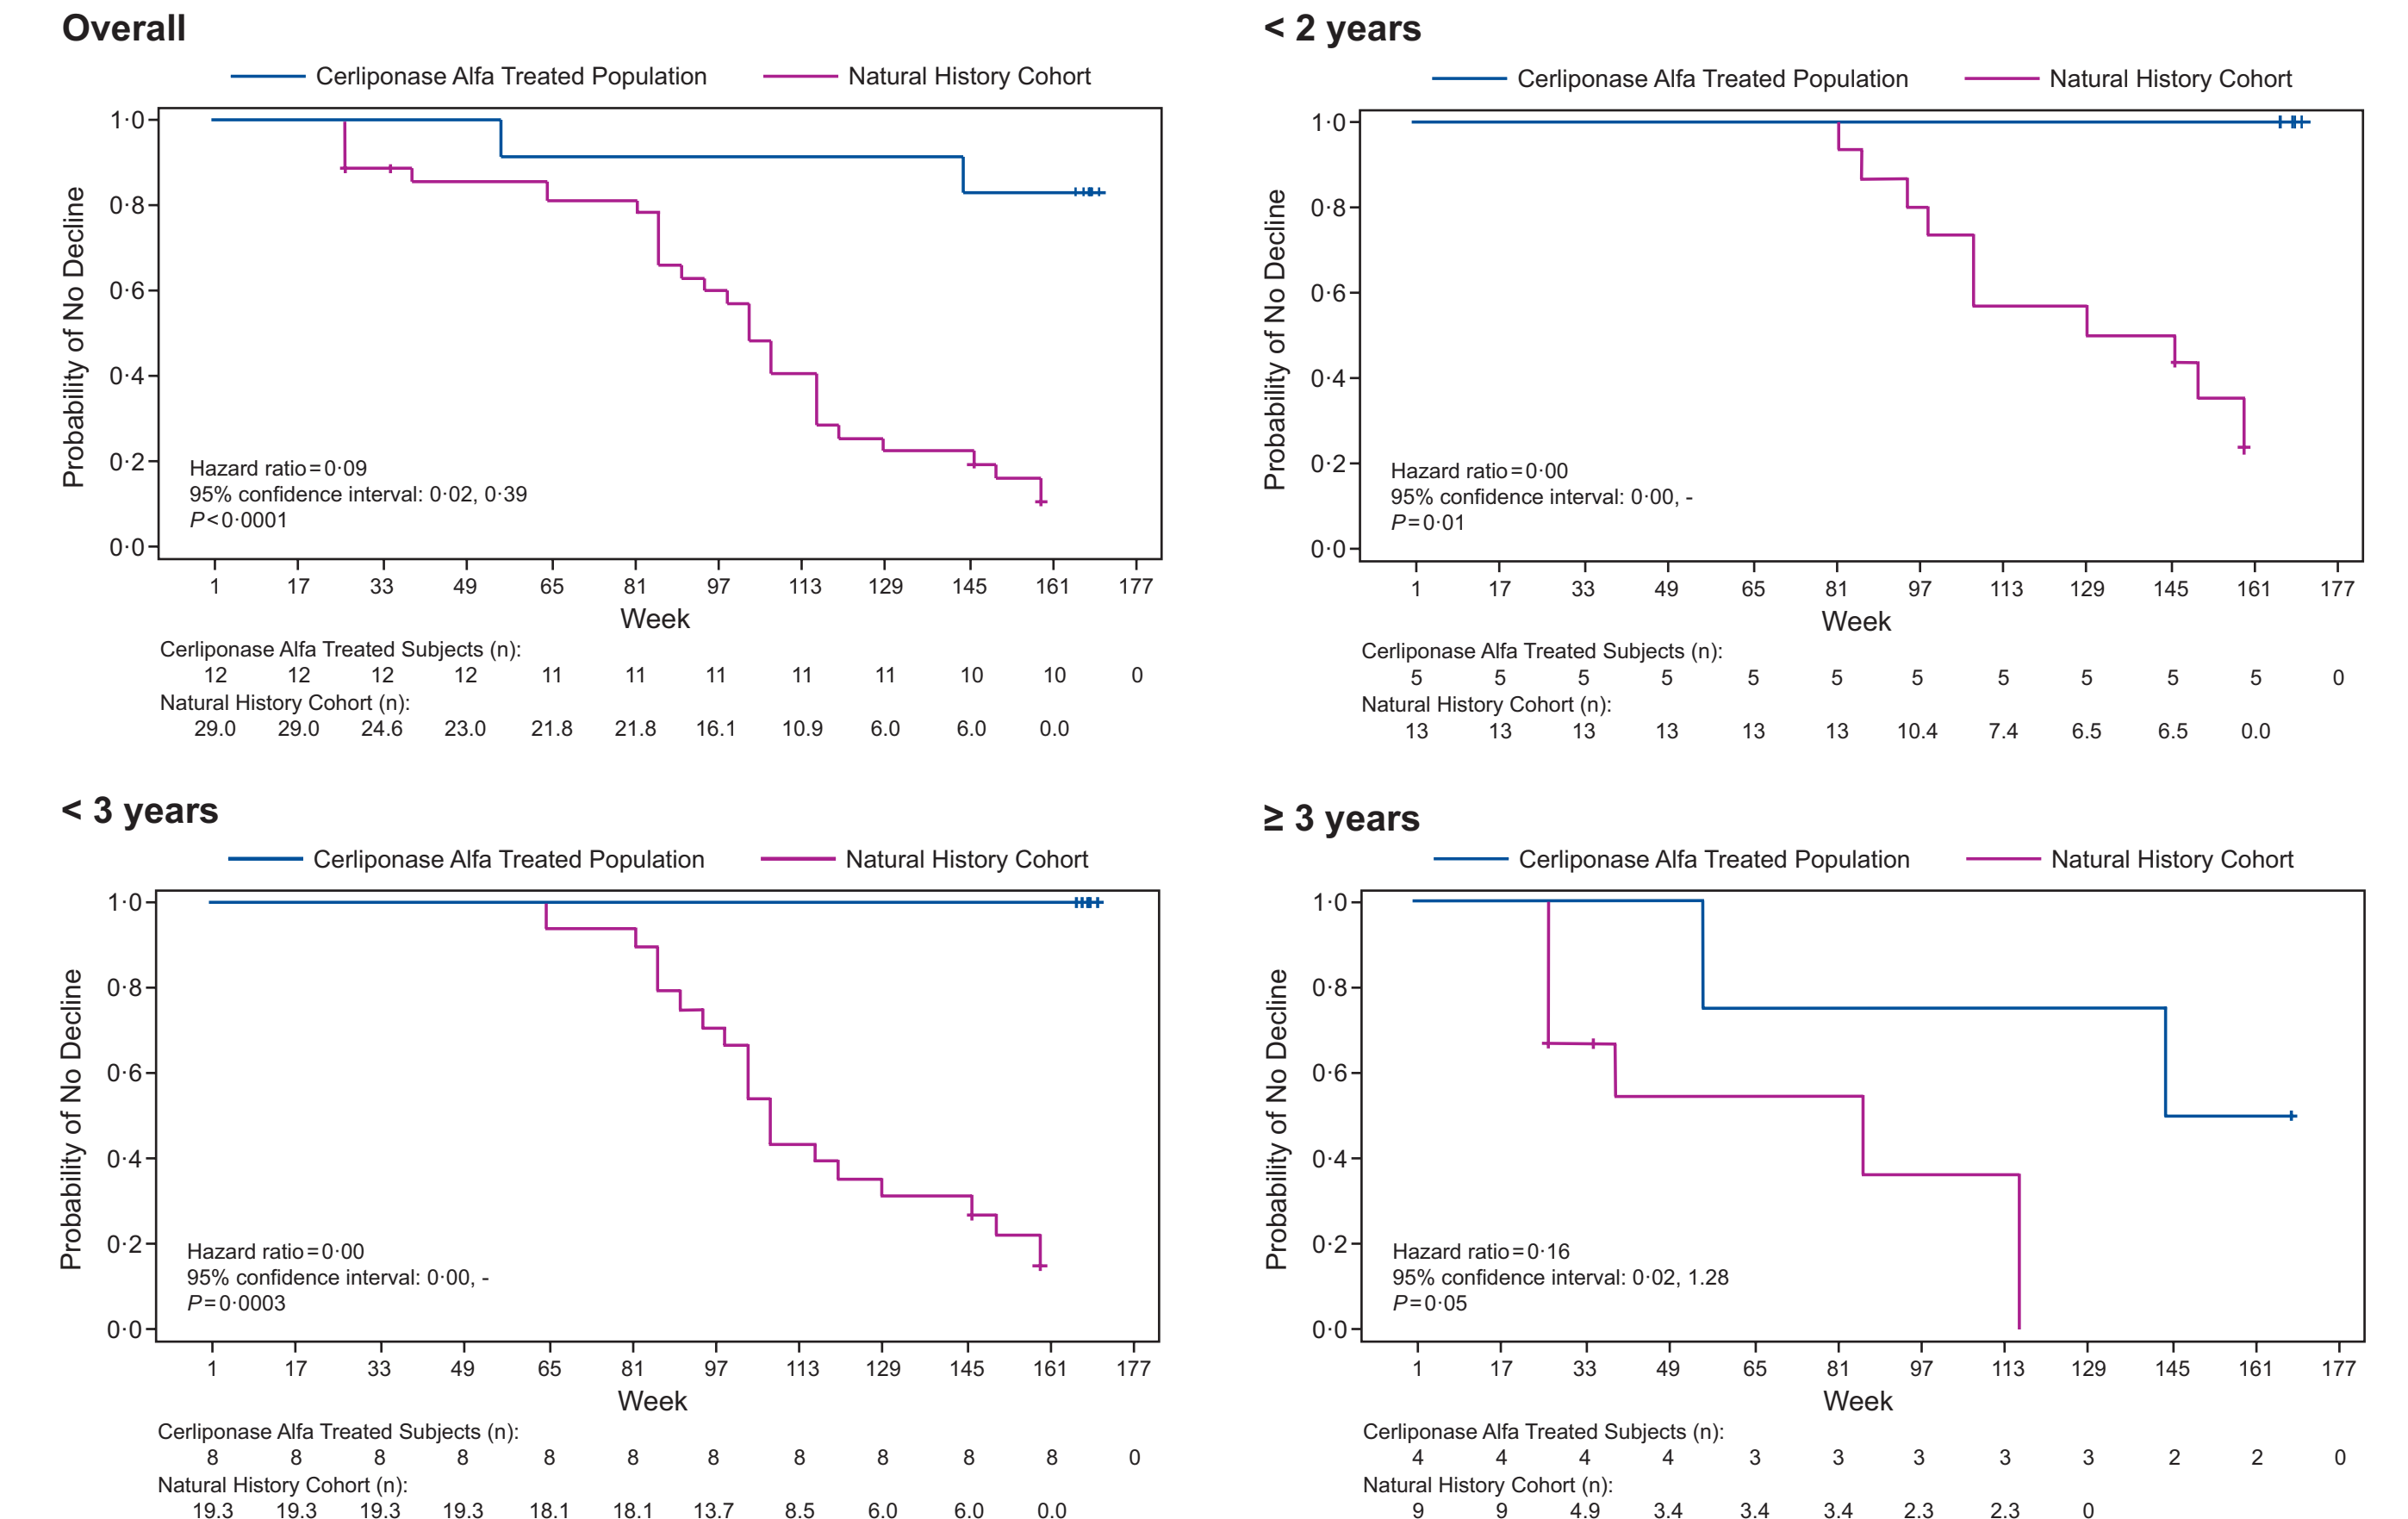 Overall
Cerliponase Alfa Treated Population Natural History Cohort
Probability of No Decline
1·0
0·8
0·6
0·4
0·2
0·0
Hazard ratio=0·09
95% confidence interval: 0·02, 0·39
P<0·0001
1 17 33 49 65 81 97 113 129 145 161 177
Week
Cerliponase Alfa Treated Subjects (n):
12 12 12 12 11 11 11 11 11 10 10 0
Natural History Cohort (n):
29.0 29.0 24.6 23.0 21.8 21.8 16.1 10.9 6.0 6.0 0.0
< 2 years
Cerliponase Alfa Treated Population Natural History Cohort
Probability of No Decline
1·0
0·8
0·6
0·4
0·2
0·0
Hazard ratio=0·00
95% confidence interval: 0·00, -
P=0·01
1 17 33 49 65 81 97 113 129 145 161 177
Week
Cerliponase Alfa Treated Subjects (n):
5 5 5 5 5 5 5 5 5 5 5 0
Natural History Cohort (n):
13 13 13 13 13 13 10.4 7.4 6.5 6.5 0.0
< 3 years
Cerliponase Alfa Treated Population Natural History Cohort
Probability of No Decline
1·0
0·8
0·6
0·4
0·2
0·0
Hazard ratio=0·00
95% confidence interval: 0·00, -
P=0·0003
1 17 33 49 65 81 97 113 129 145 161 177
Week
Cerliponase Alfa Treated Subjects (n):
8 8 8 8 8 8 8 8 8 8 8 0
Natural History Cohort (n):
19.3 19.3 19.3 19.3 18.1 18.1 13.7 8.5 6.0 6.0 0.0
≥ 3 years
Cerliponase Alfa Treated Population Natural History Cohort
Probability of No Decline
1·0
0·8
0·6
0·4
0·2
0·0
Hazard ratio=0·16
95% confidence interval: 0·02, 1.28
P=0·05
1 17 33 49 65 81 97 113 129 145 161 177
Week
Cerliponase Alfa Treated Subjects (n):
4 4 4 4 3 3 3 3 3 2 2 0
Natural History Cohort (n):
9 9 4.9 3.4 3.4 3.4 2.3 2.3 0